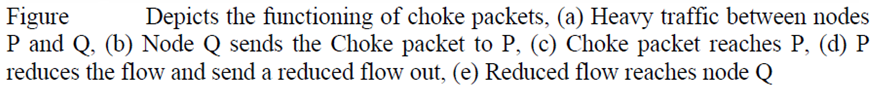 Figure Depicts the functioning of choke packets, (a) Heavy traffic between nodes
P and Q, (b) Node Q sends the Choke packet to P, (c) Choke packet reaches P, (d) P
reduces the flow and send a reduced flow out, (e) Reduced flow reaches node Q